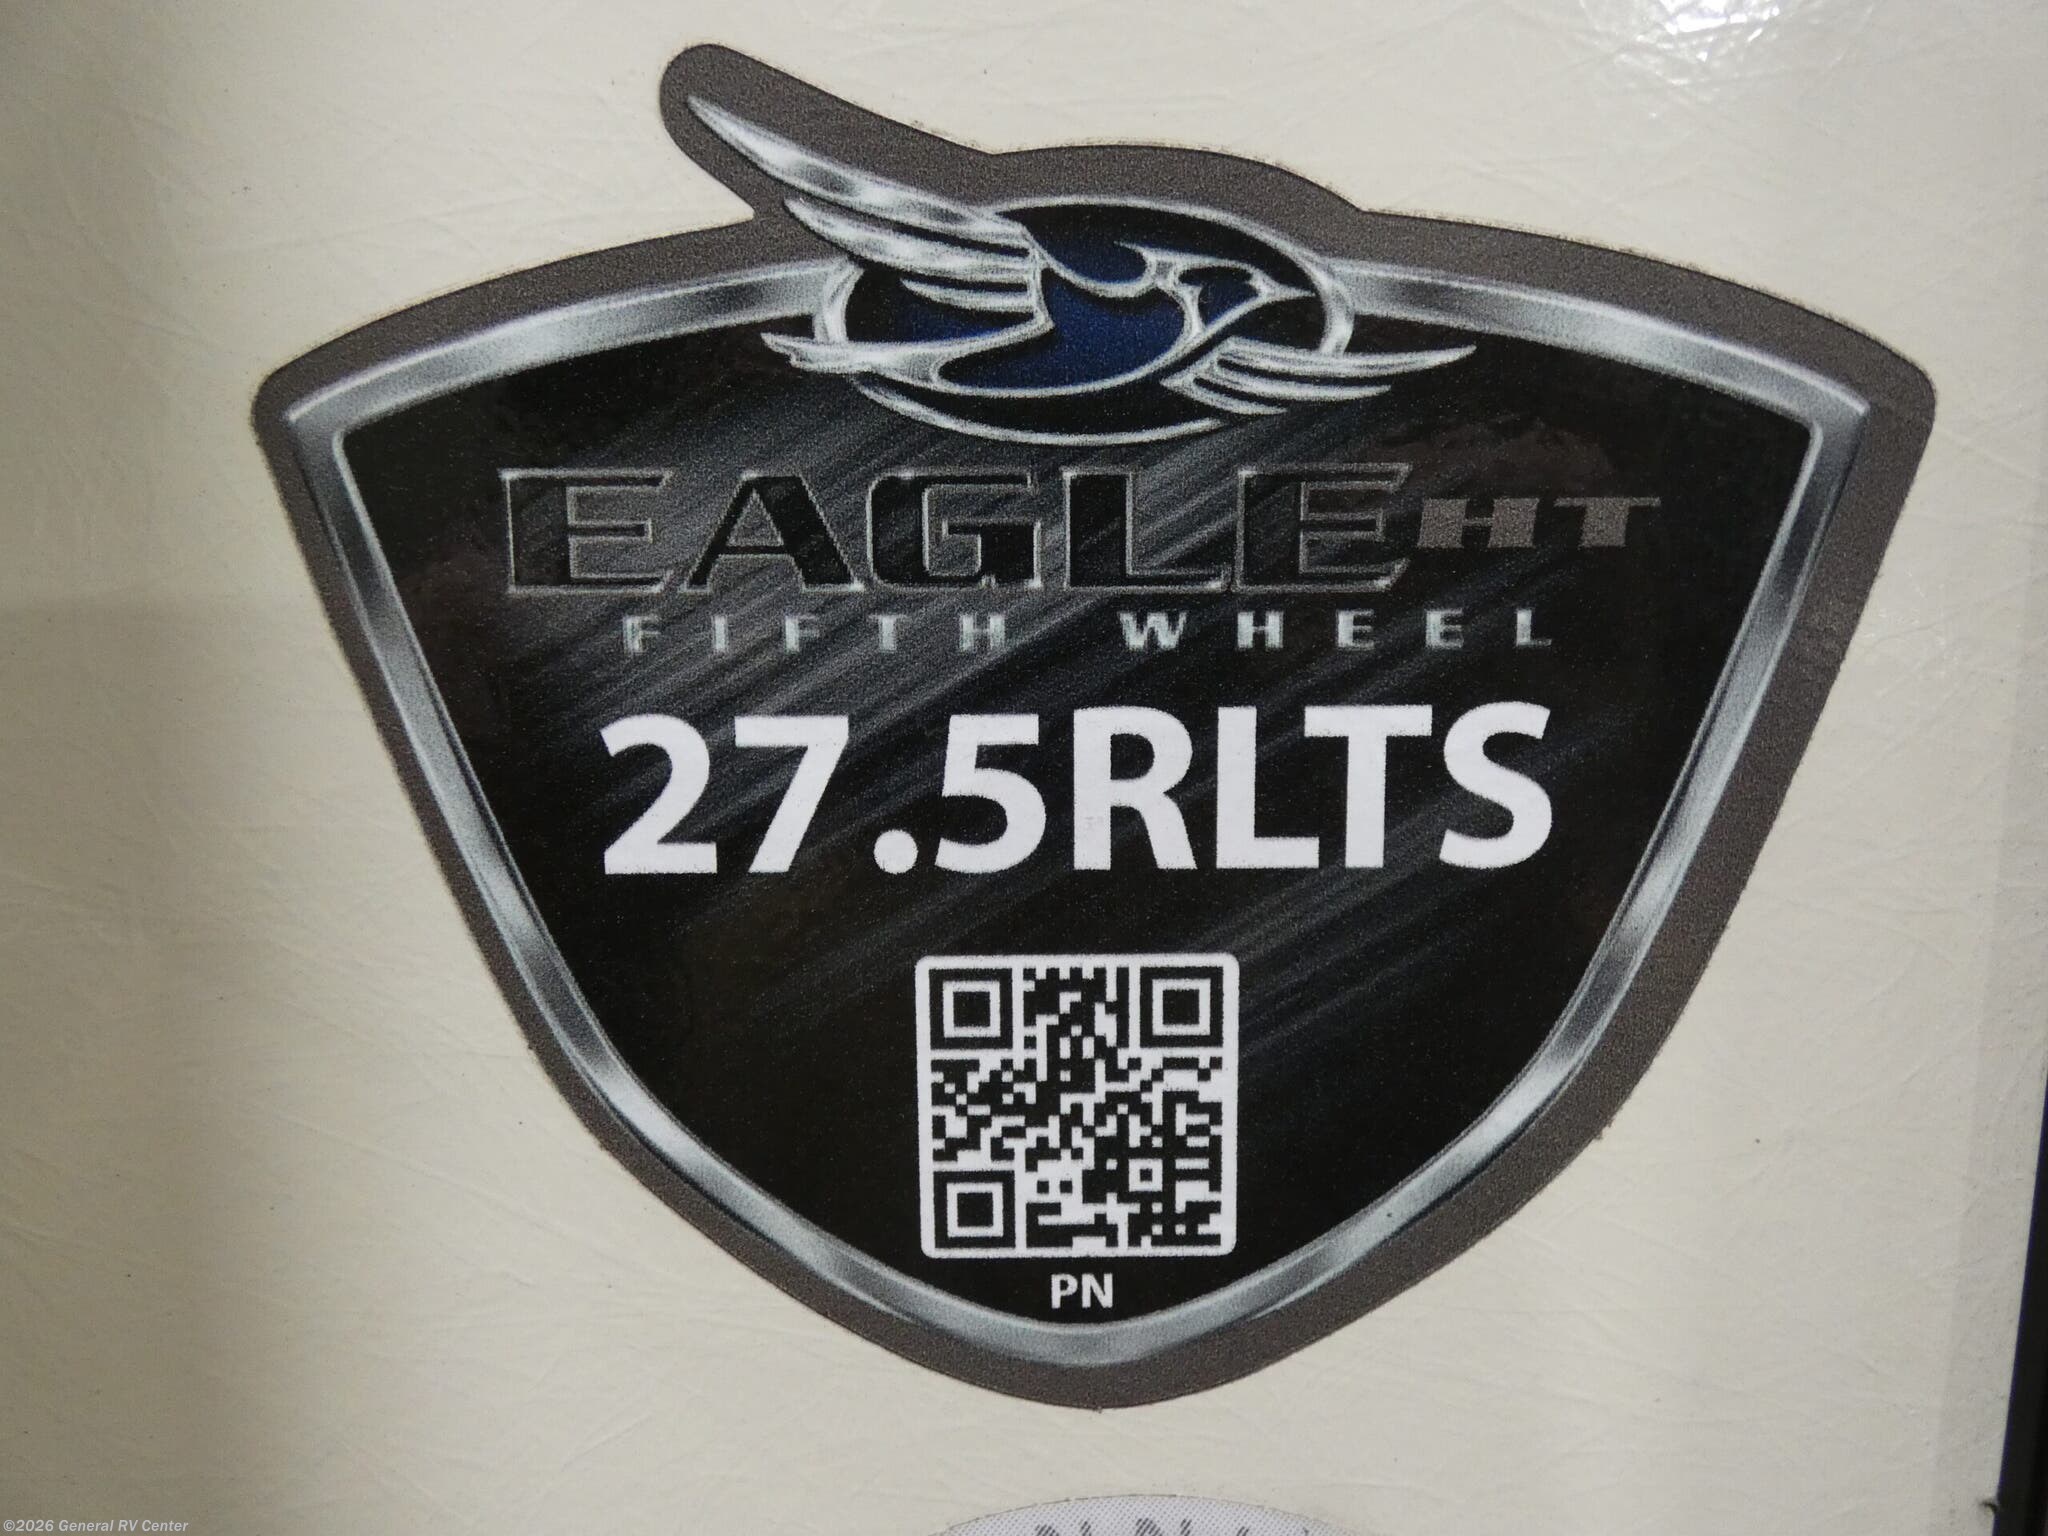 EAGLE HT
FIFTH WHEEL
27.5RLTS
PN
©2026 General RV Center